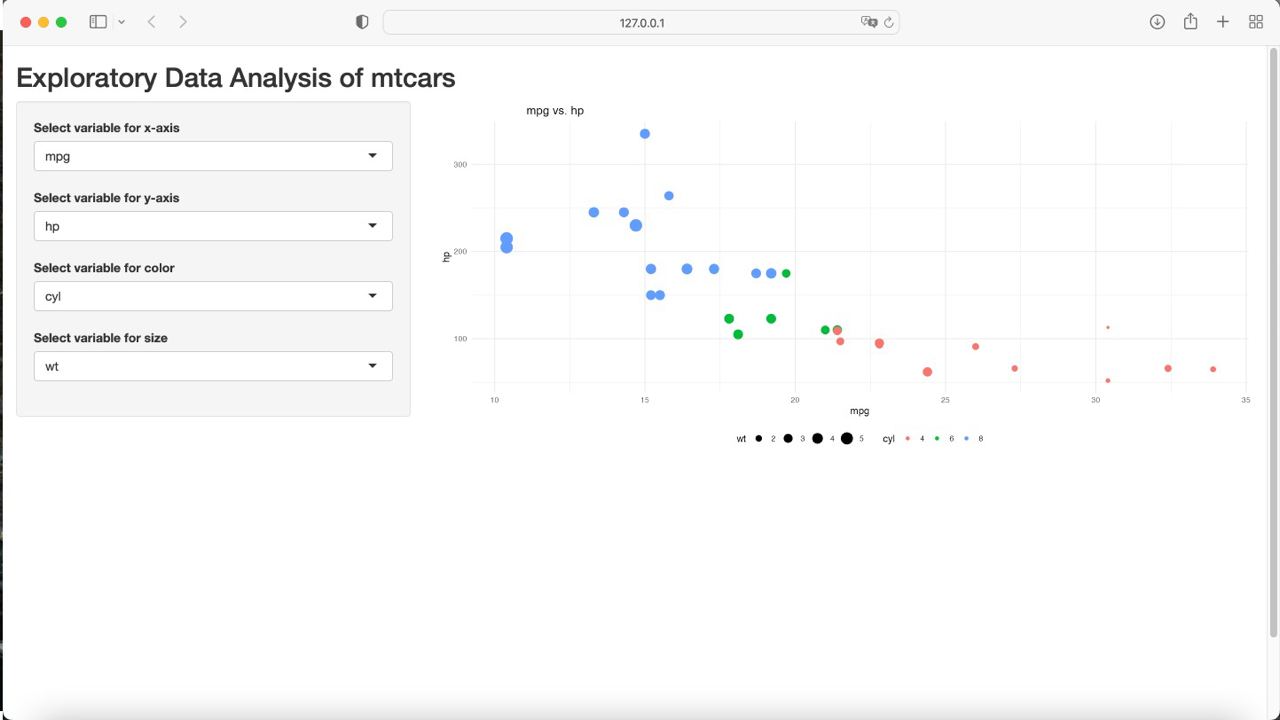 127.0.0.1
Exploratory Data Analysis of mtcars
Select variable for x-axis
mpg
Select variable for y-axis
hp
Select variable for color
cyl
Select variable for size
wt
mpg vs. hp
300
200
100
hp
10 15 20 25 30 35
mpg
wt 2 3 4 5 cyl 4 6 8